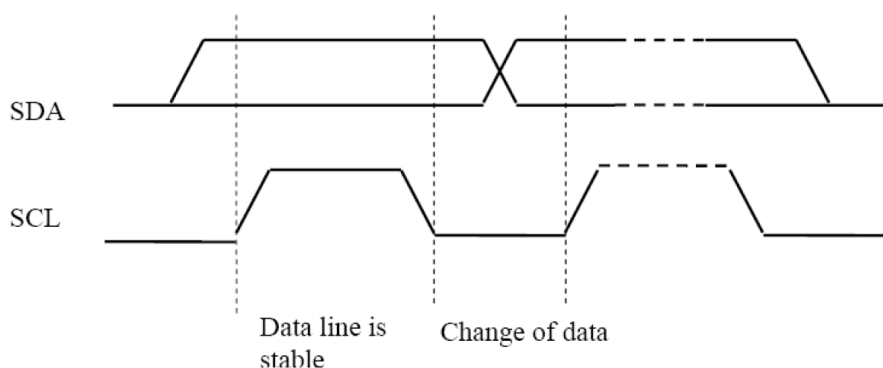 SDA
SCL
Data line is
stable
Change of data